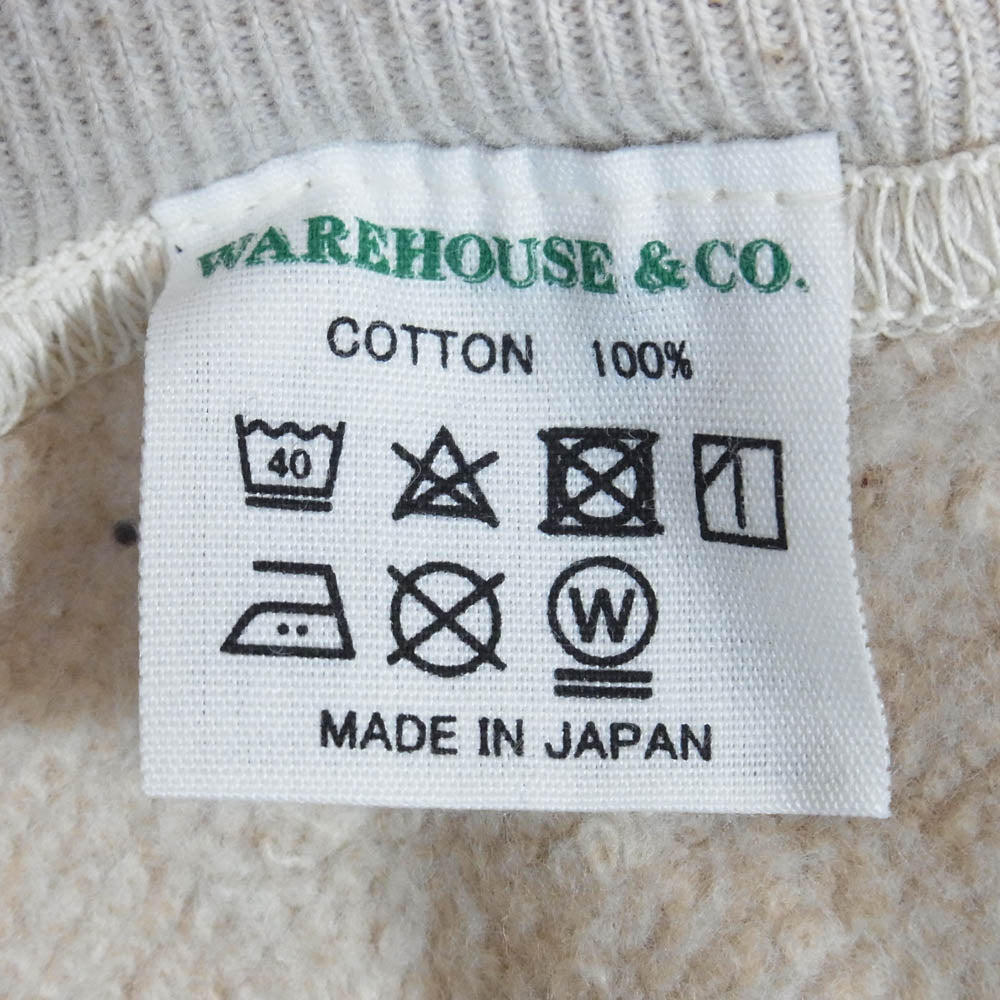 WAREHOUSE & CO.
COTTON 100%
40
W
MADE IN JAPAN